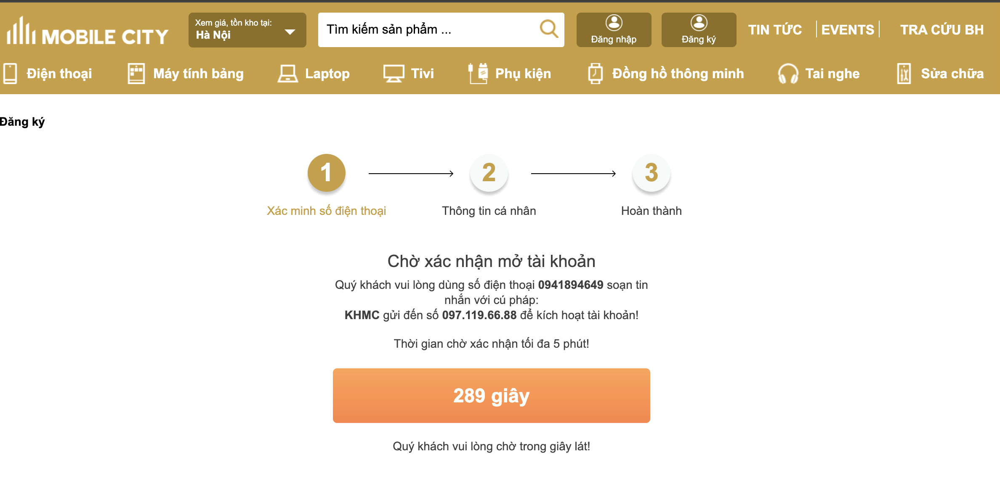 MOBILE CITY
Xem giá, tồn kho tại:
Hà Nội
Tìm kiếm sản phẩm ...
Đăng nhập
Đăng ký
TIN TỨC
EVENTS
TRA CỨU BH
Điện thoại
Máy tính bảng
Laptop
Tivi
Phụ kiện
Đồng hồ thông minh
Tai nghe
Sửa chữa
Đăng ký
1
2
3
Xác minh số điện thoại
Thông tin cá nhân
Hoàn thành
Chờ xác nhận mở tài khoản
Quý khách vui lòng dùng số điện thoại 0941894649 soạn tin
nhắn với cú pháp:
KHMC gửi đến số 097.119.66.88 để kích hoạt tài khoản!
Thời gian chờ xác nhận tối đa 5 phút!
289 giây
Quý khách vui lòng chờ trong giây lát!